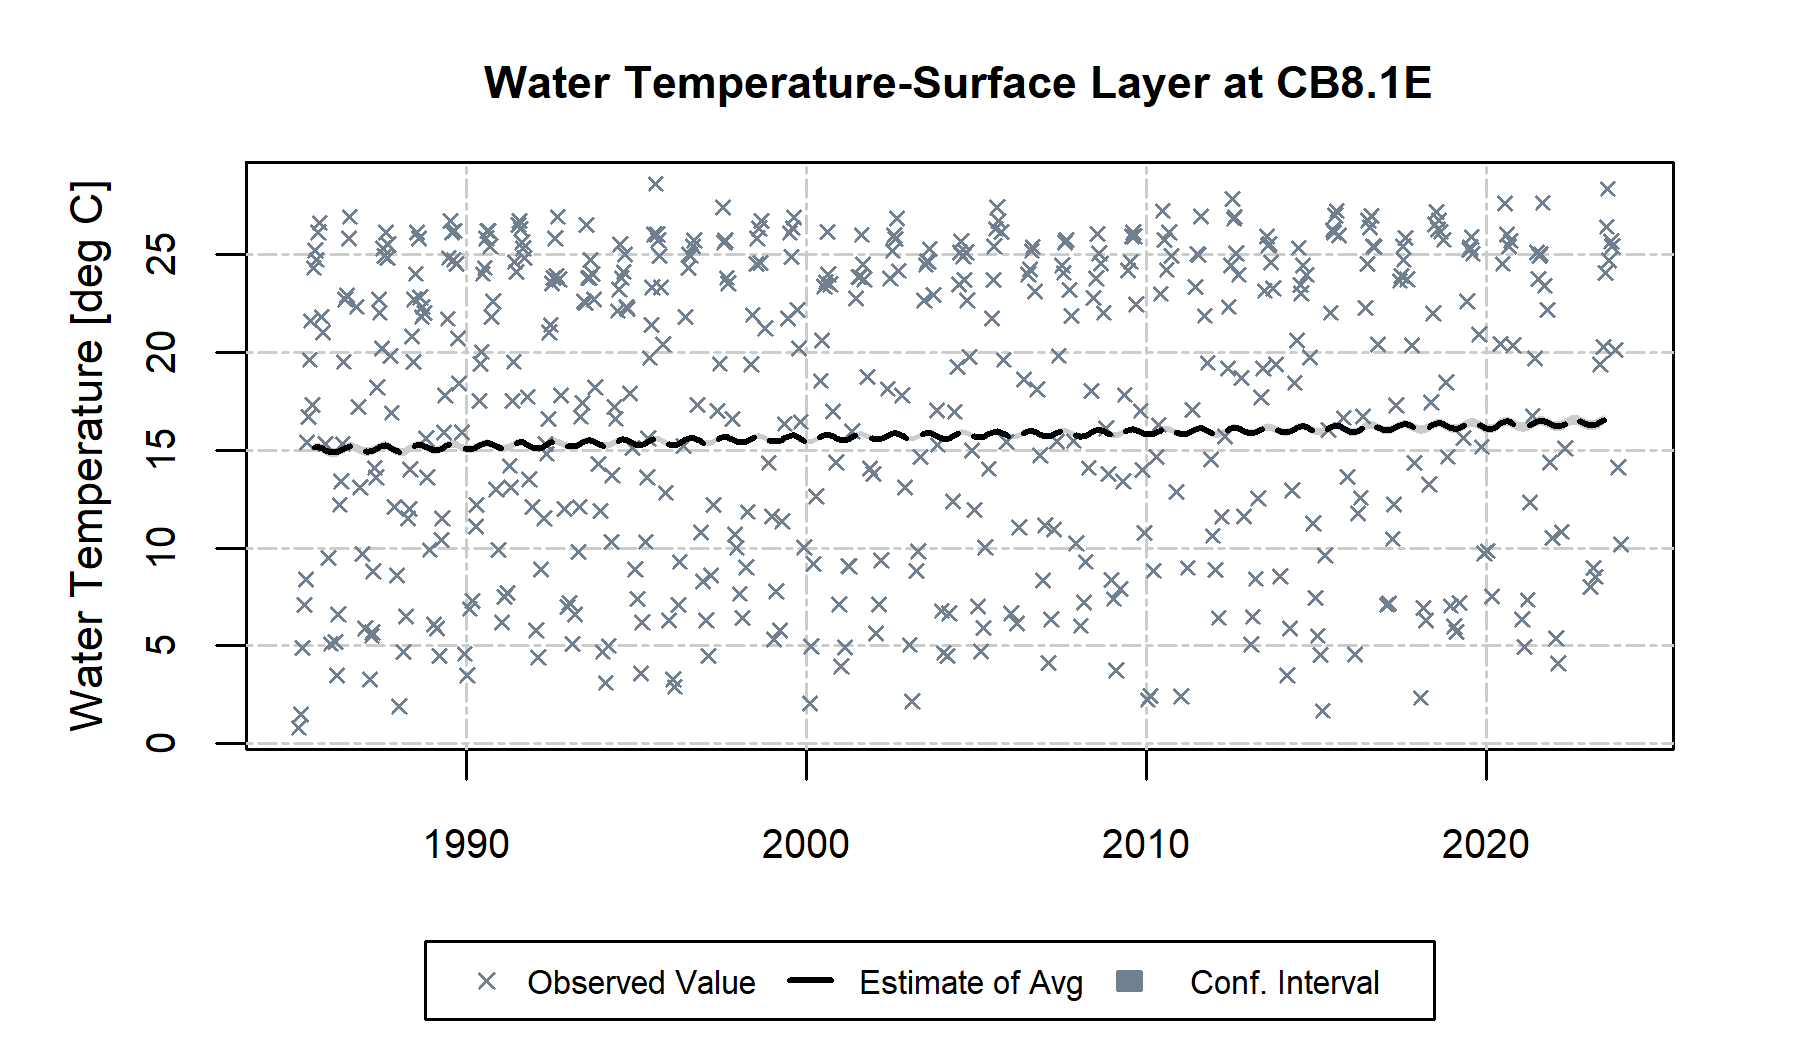 Water Temperature-Surface Layer at CB8.1E
Water Temperature [deg C]
25
20
15
10
5
0
1990 2000 2010 2020
Observed Value Estimate of Avg Conf. Interval